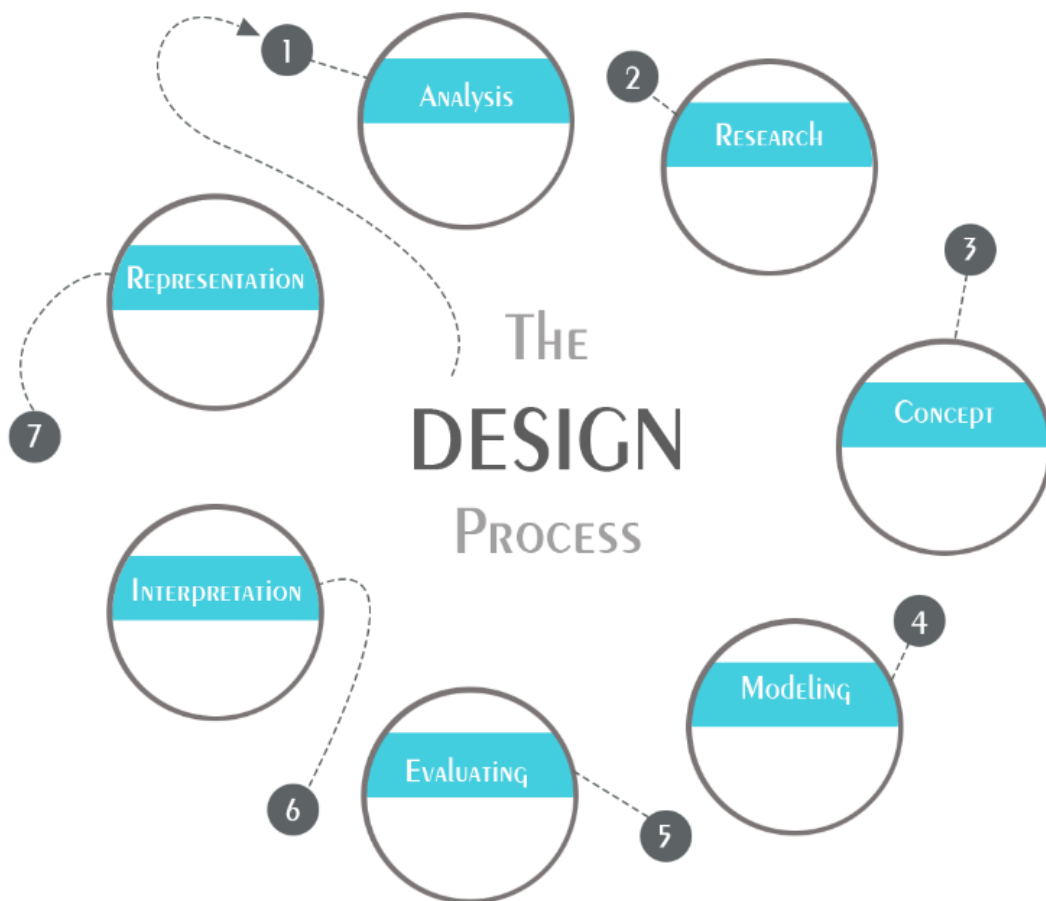 The
DESIGN
Process
1
Analysis
2
Research
3
Concept
4
Modeling
5
Evaluating
6
Interpretation
7
Representation